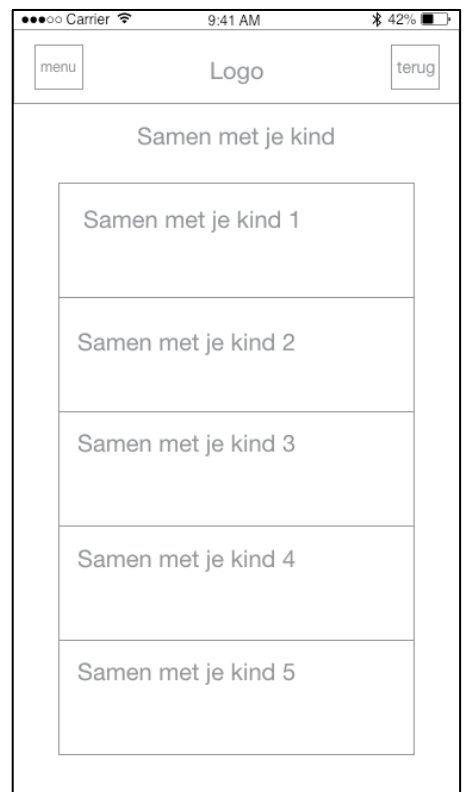 Carrier 9:41 AM 42%
menu Logo terug
Samen met je kind
Samen met je kind 1
Samen met je kind 2
Samen met je kind 3
Samen met je kind 4
Samen met je kind 5